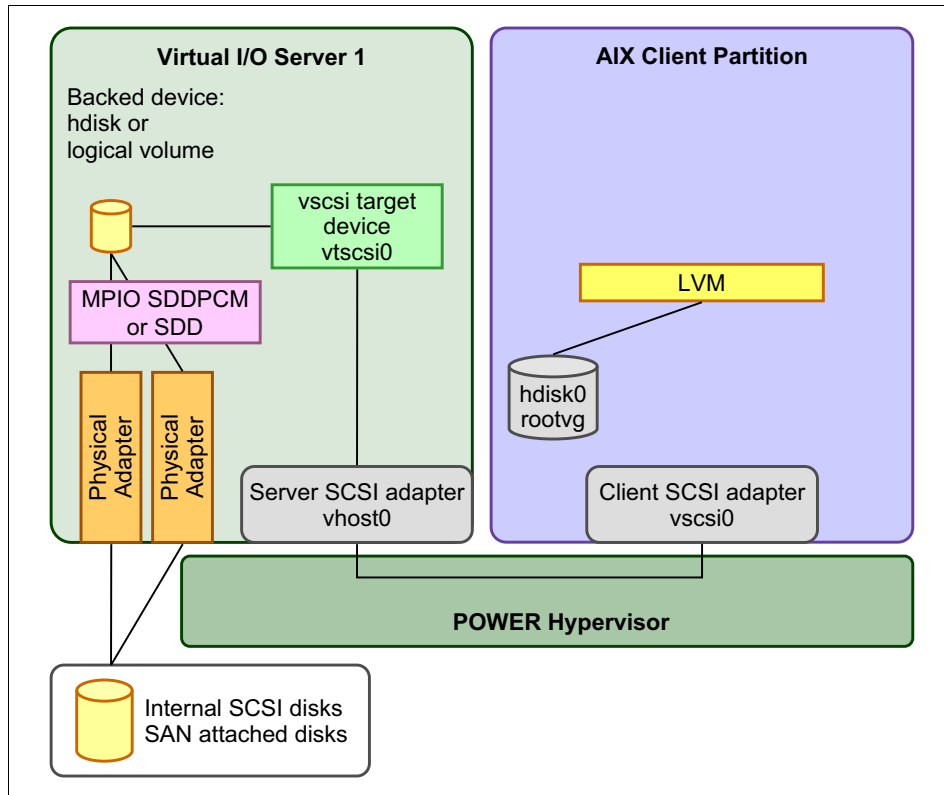 Virtual I/O Server 1
Backed device:
hdisk or
logical volume
vscsi target
device
vtscsi0
MPIO SDDPCM
or SDD
Physical
Adapter
Physical
Adapter
Server SCSI adapter
vhost0
AIX Client Partition
LVM
hdisk0
rootvg
Client SCSI adapter
vscsi0
POWER Hypervisor
Internal SCSI disks
SAN attached disks